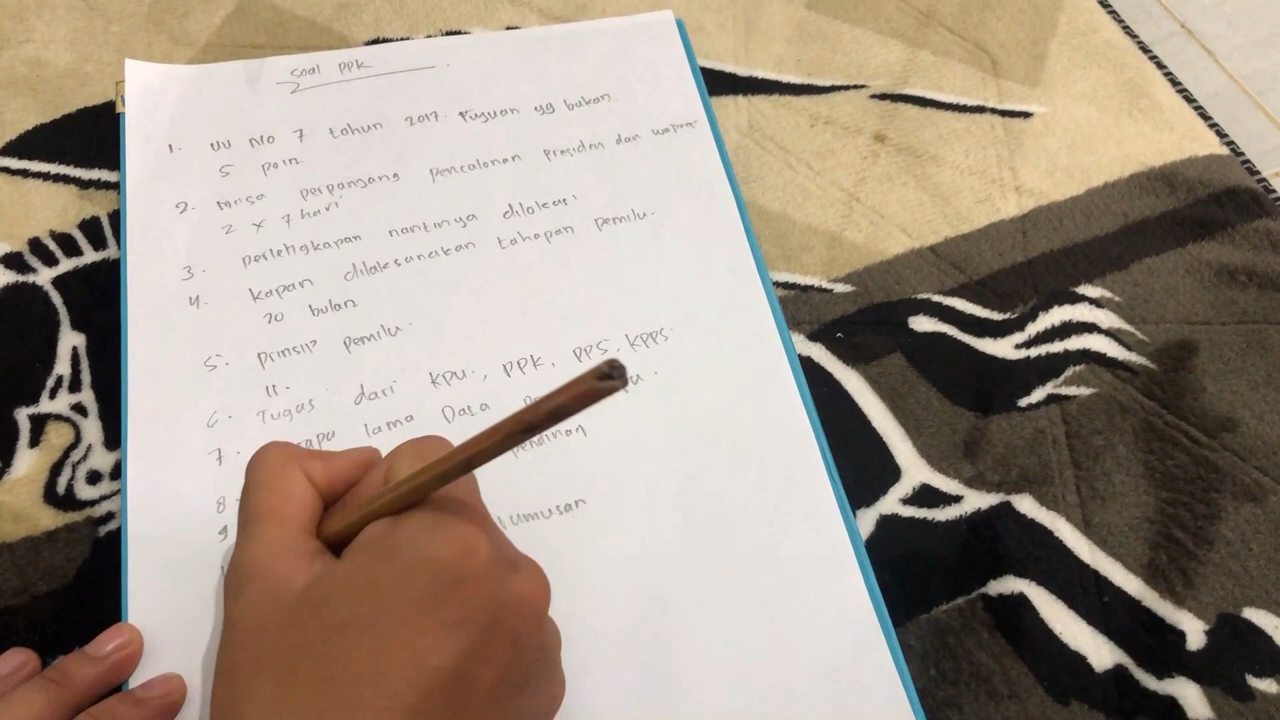 Soal PPK
1. UU No 7 tahun 2017. Tujuan yg bukan
5 poin
2. Masa perpanjang pencalonan presiden dan wapres
2 x 7 hari
3. perlengkapan nantinya dilokasi
4. kapan dilaksanakan tahapan pemilu.
20 bulan
5. prinsip pemilu.
11.
6. Tugas dari KPU, PPK, PPS, KPPS.
7. lama Data
8.
9